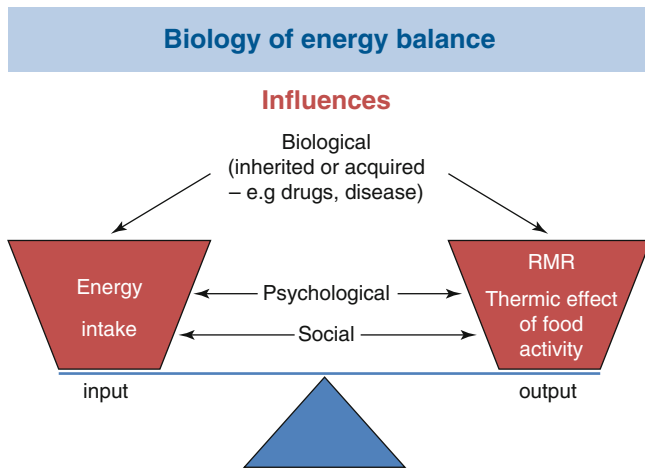 Biology of energy balance
Influences
Biological
(inherited or acquired
– e.g drugs, disease)
Energy
intake
Psychological
Social
RMR
Thermic effect
of food
activity
input
output